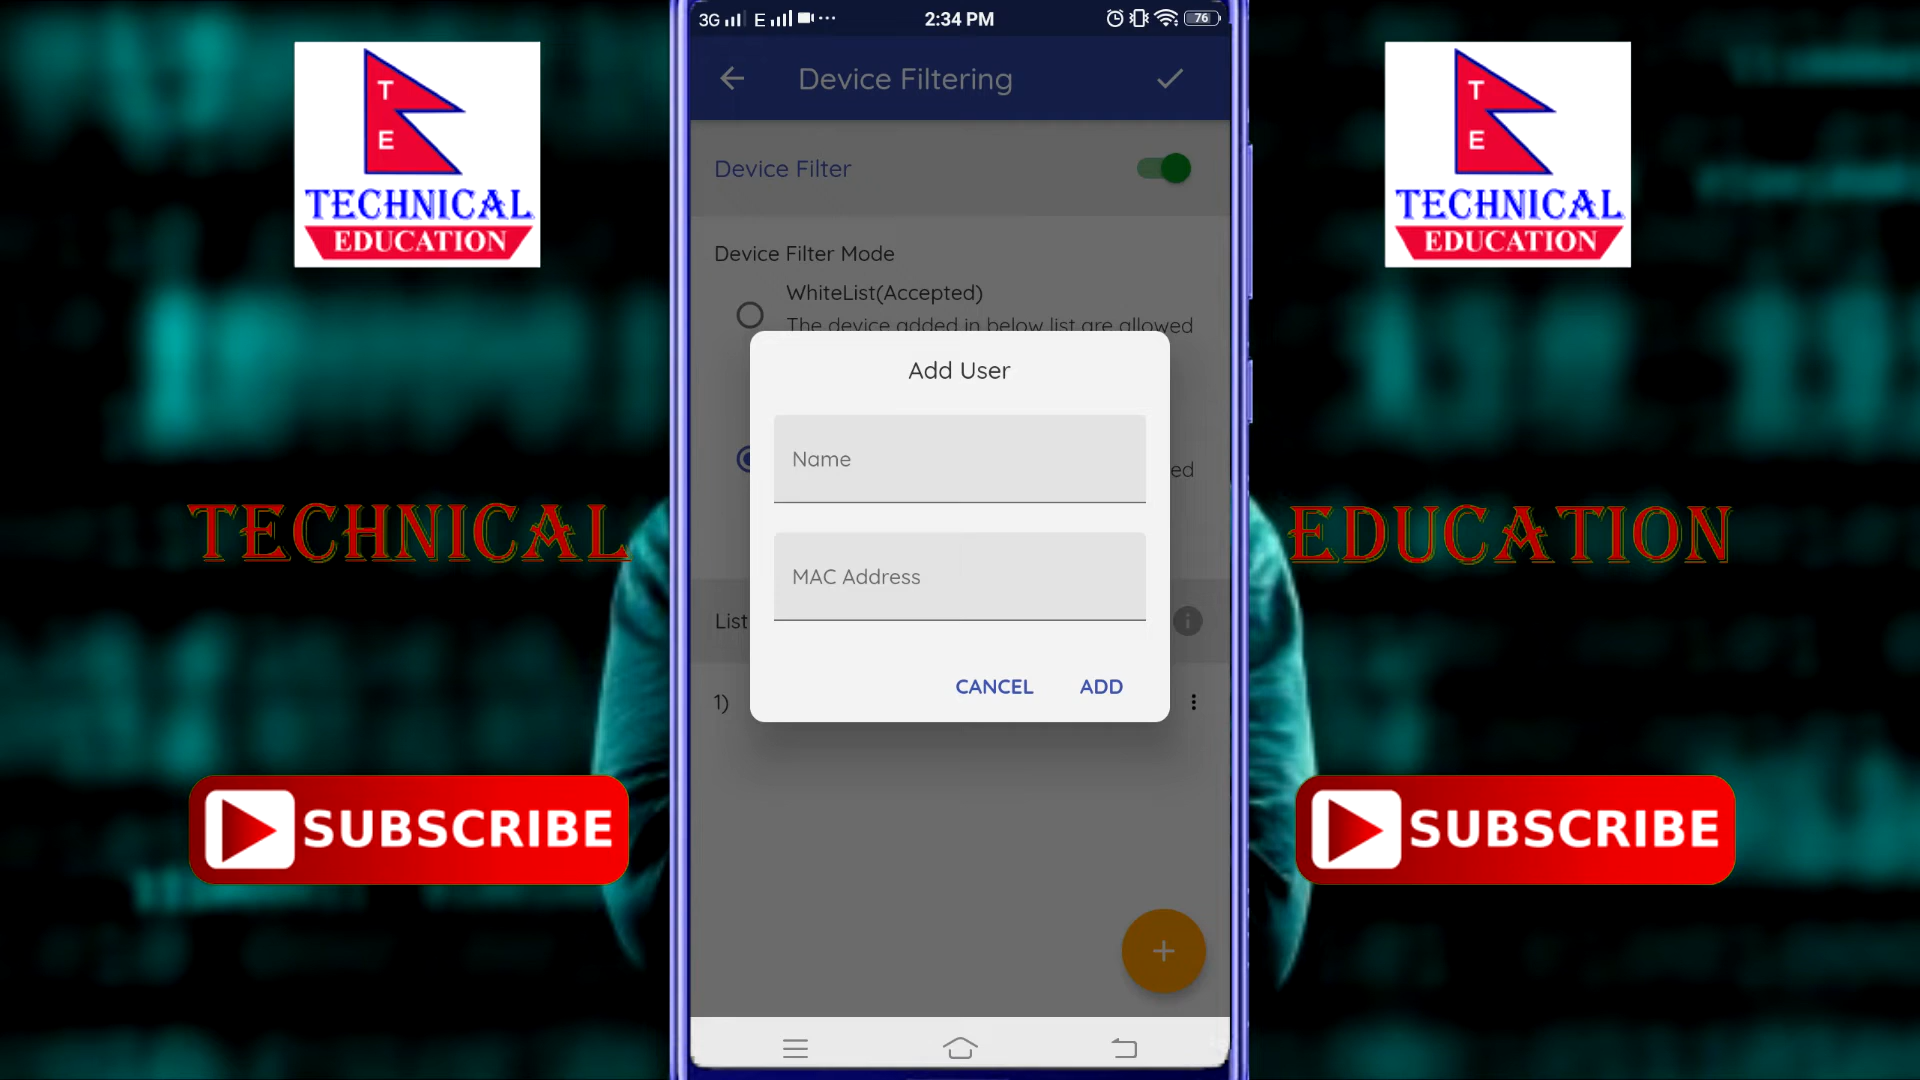 3G E 2:34 PM 76
Device Filtering
Device Filter
Device Filter Mode
WhiteList(Accepted)
The device added in below list are allowed
Add User
Name
ed
MAC Address
List
CANCEL ADD
1)
T
E
TECHNICAL
EDUCATION
T
E
TECHNICAL
EDUCATION
TECHNICAL
EDUCATION
SUBSCRIBE
SUBSCRIBE